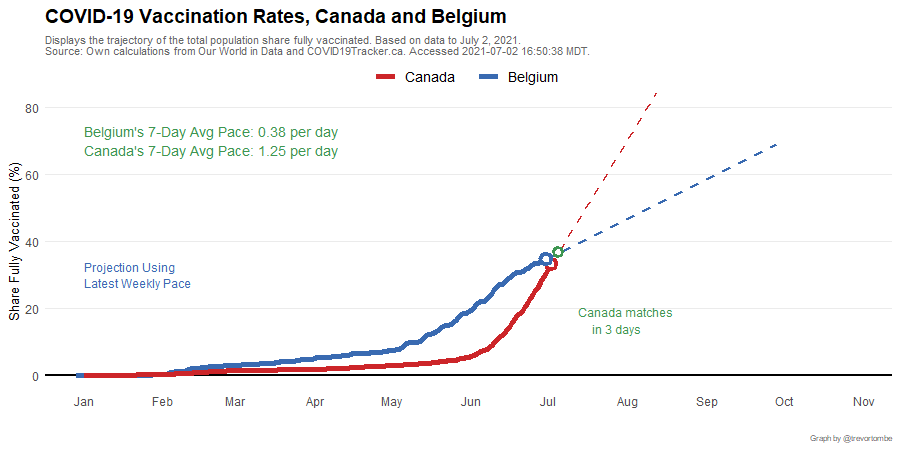 COVID-19 Vaccination Rates, Canada and Belgium
Displays the trajectory of the total population share fully vaccinated. Based on data to July 2, 2021.
Source: Own calculations from Our World in Data and COVID19Tracker.ca. Accessed 2021-07-02 16:50:38 MDT.
Canada Belgium
80
Belgium's 7-Day Avg Pace: 0.38 per day
Canada's 7-Day Avg Pace: 1.25 per day
60
Share Fully Vaccinated (%)
40
Projection Using
Latest Weekly Pace
20
Canada matches
in 3 days
0
Jan Feb Mar Apr May Jun Jul Aug Sep Oct Nov
Graph by @trevortombe